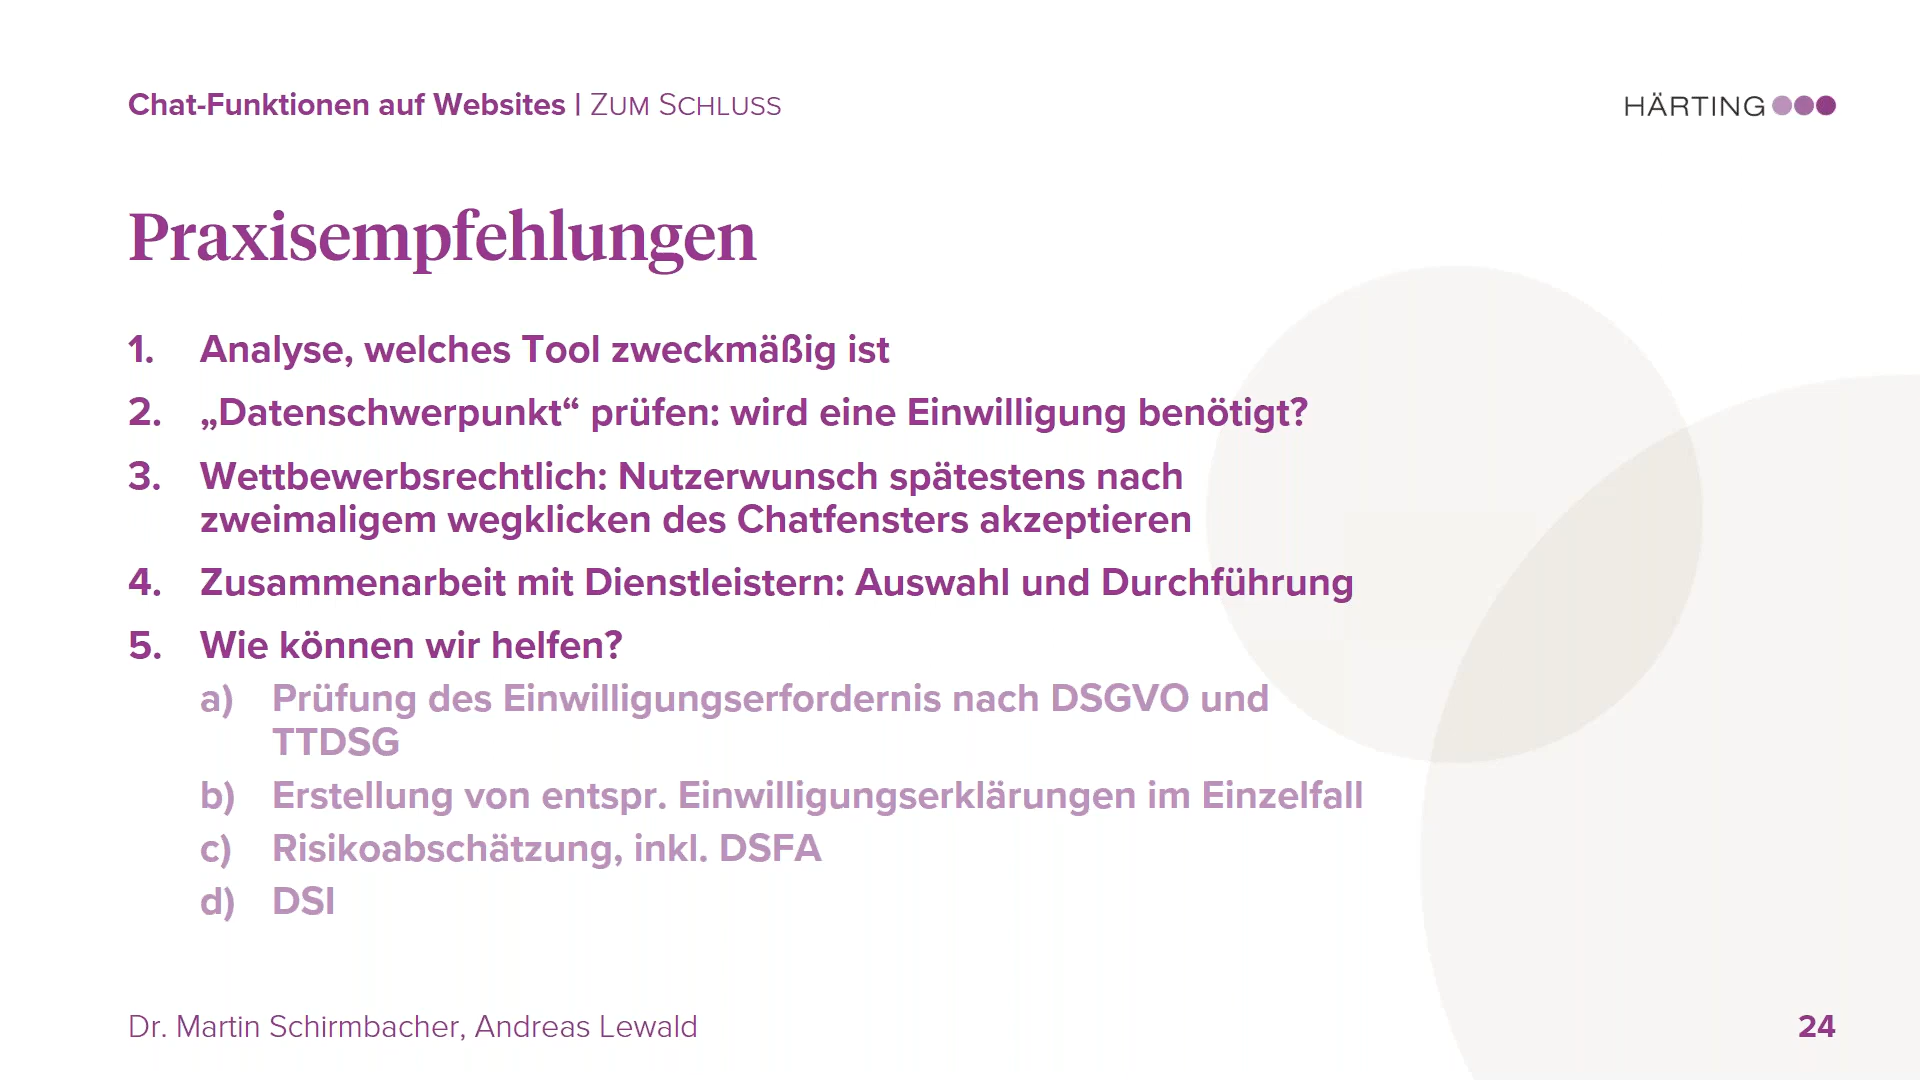 Chat-Funktionen auf Websites | ZUM SCHLUSS
HÄRTING
Praxisempfehlungen
1. Analyse, welches Tool zweckmäßig ist
2. „Datenschwerpunkt“ prüfen: wird eine Einwilligung benötigt?
3. Wettbewerbsrechtlich: Nutzerwunsch spätestens nach
zweimaligem wegklicken des Chatfensters akzeptieren
4. Zusammenarbeit mit Dienstleistern: Auswahl und Durchführung
5. Wie können wir helfen?
a) Prüfung des Einwilligungserfordernis nach DSGVO und
TTDSG
b) Erstellung von entspr. Einwilligungserklärungen im Einzelfall
c) Risikoabschätzung, inkl. DSFA
d) DSI
Dr. Martin Schirmbacher, Andreas Lewald
24